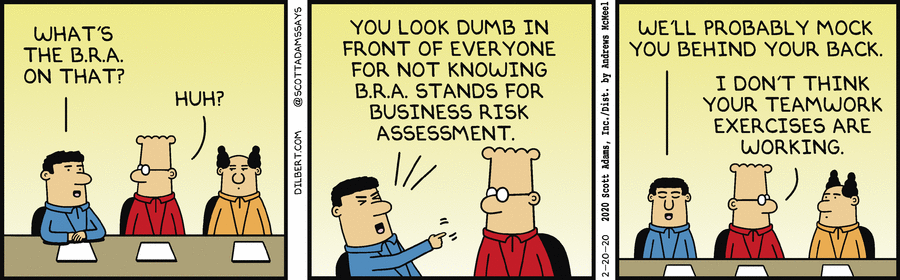 WHAT'S
THE B.R.A.
ON THAT?
HUH?
DILBERT.COM @SCOTTADAMSSAYS
YOU LOOK DUMB IN
FRONT OF EVERYONE
FOR NOT KNOWING
B.R.A. STANDS FOR
BUSINESS RISK
ASSESSMENT.
2-20-20 2020 Scott Adams, Inc./Dist. by Andrews McMeel
WE'LL PROBABLY MOCK
YOU BEHIND YOUR BACK.
I DON'T THINK
YOUR TEAMWORK
EXERCISES ARE
WORKING.